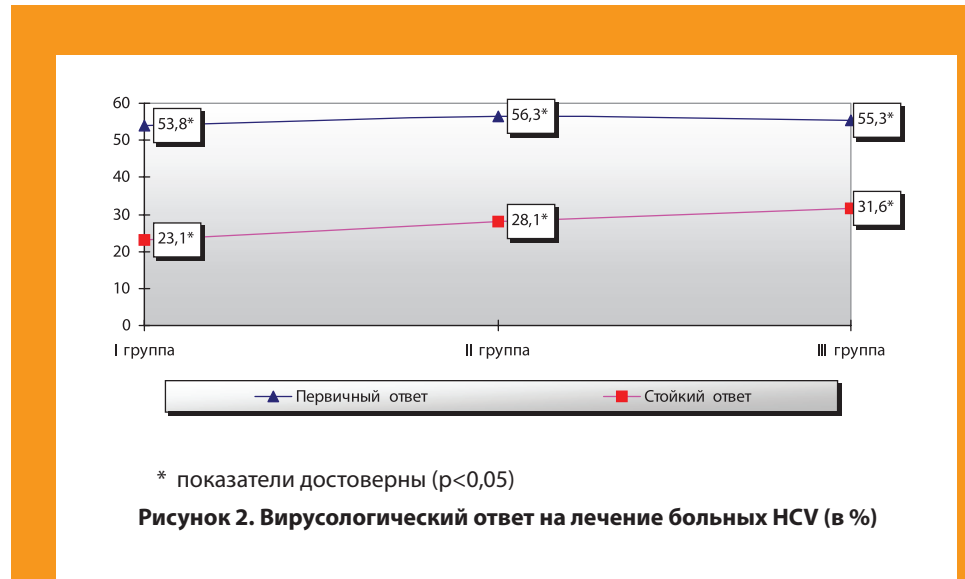 60
50
40
30
20
10
0
53,8*
56,3*
55,3*
23,1*
28,1*
31,6*
I группа
II группа
III группа
Первичный ответ
Стойкий ответ
* показатели достоверны (p<0,05)
Рисунок 2. Вирусологический ответ на лечение больных HCV (в %)